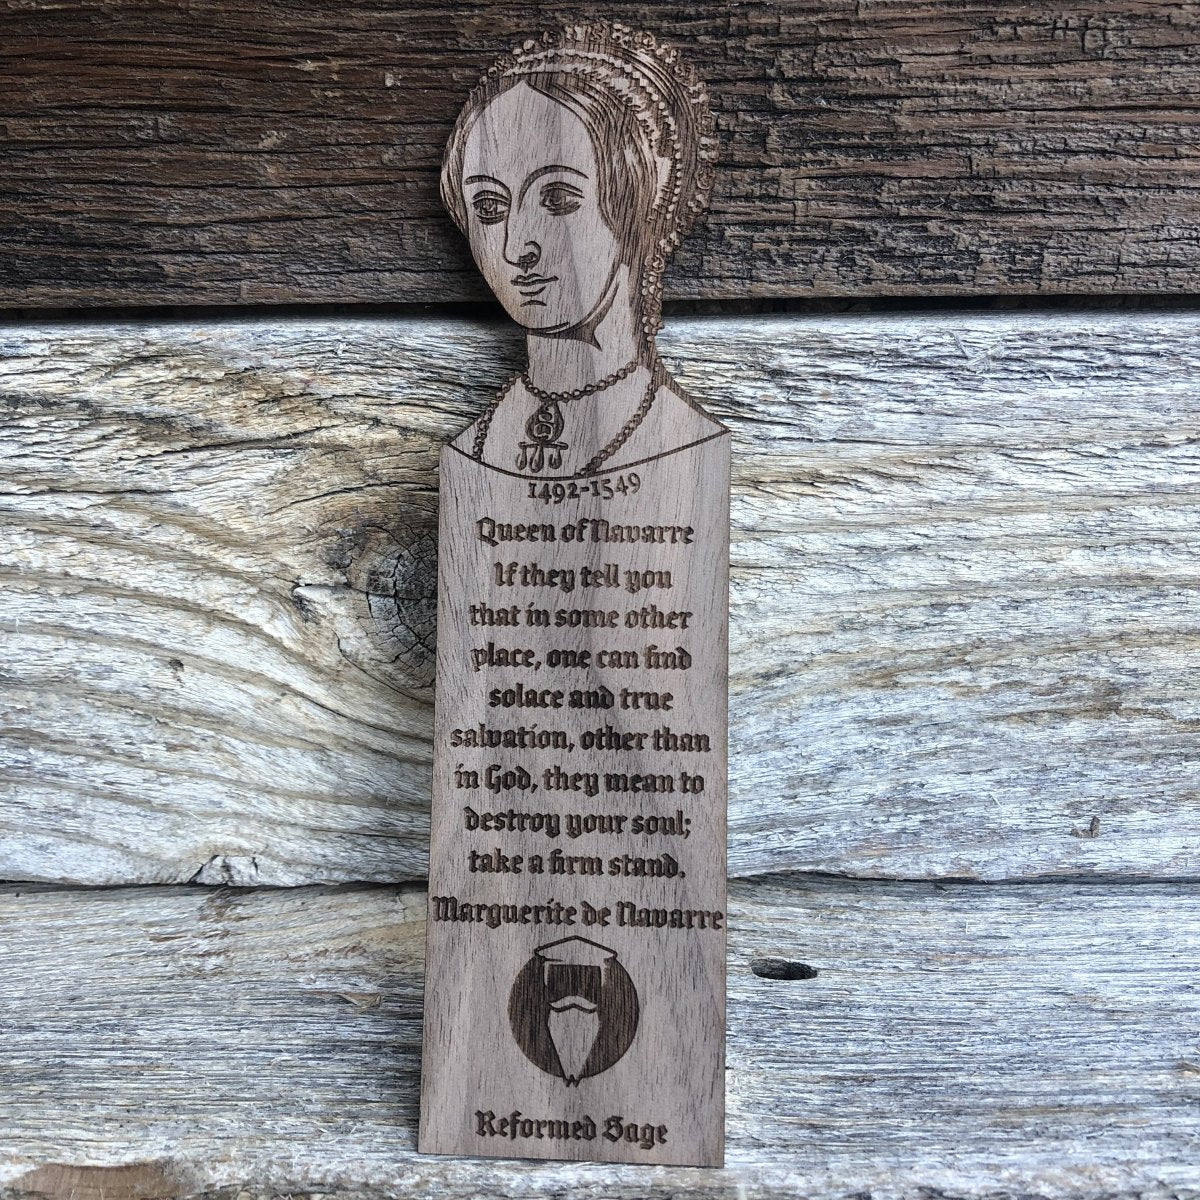 1492-1549
Queen of Navarre
If they tell you
that in some other
place, one can find
solace and true
salvation, other than
in God, they mean to
destroy your soul;
take a firm stand.
Marguerite de Navarre
Reformed Sage